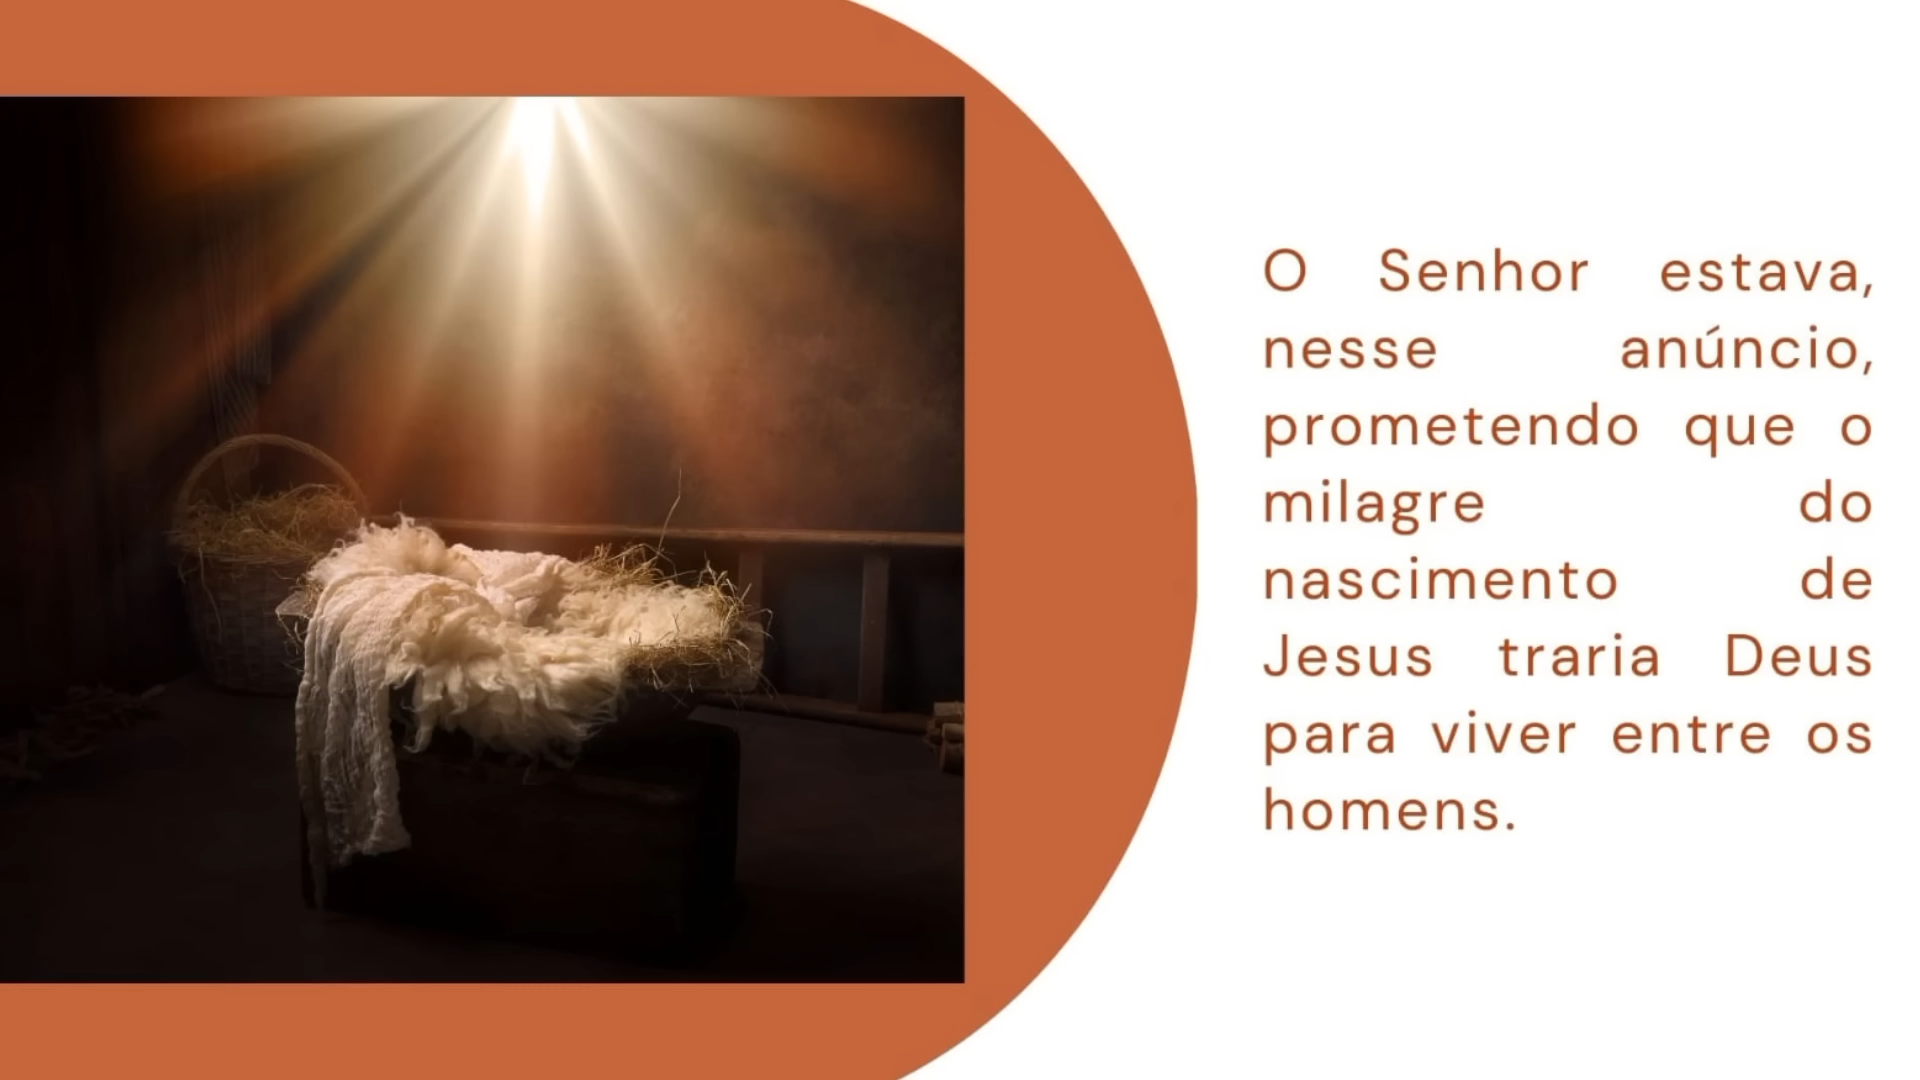 O Senhor estava,
nesse anúncio,
prometendo que o
milagre do
nascimento de
Jesus traria Deus
para viver entre os
homens.